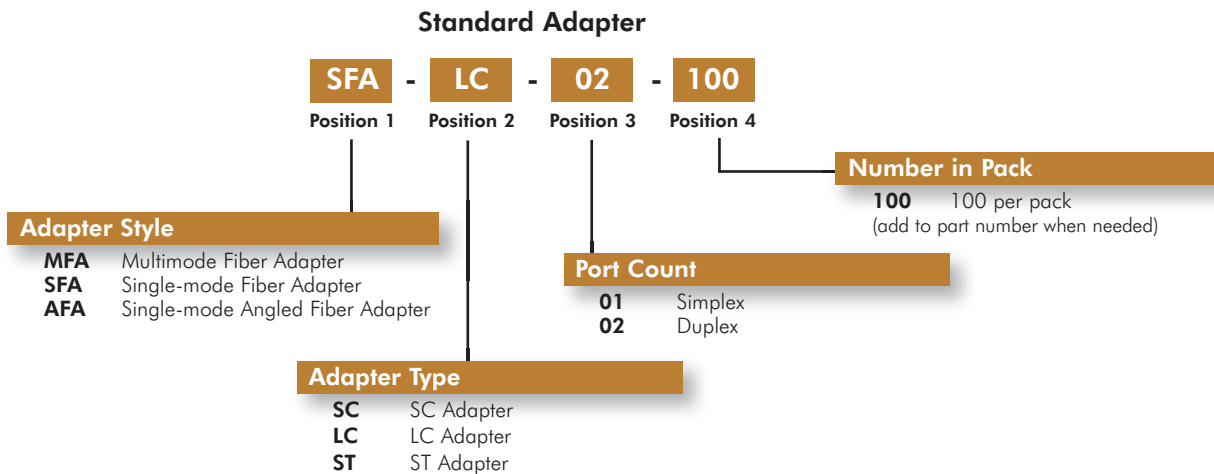 Standard Adapter
SFA - LC - 02 - 100
Position 1 Position 2 Position 3 Position 4
Number in Pack
100 100 per pack
(add to part number when needed)
Adapter Style
MFA Multimode Fiber Adapter
SFA Single-mode Fiber Adapter
AFA Single-mode Angled Fiber Adapter
Port Count
01 Simplex
02 Duplex
Adapter Type
SC SC Adapter
LC LC Adapter
ST ST Adapter